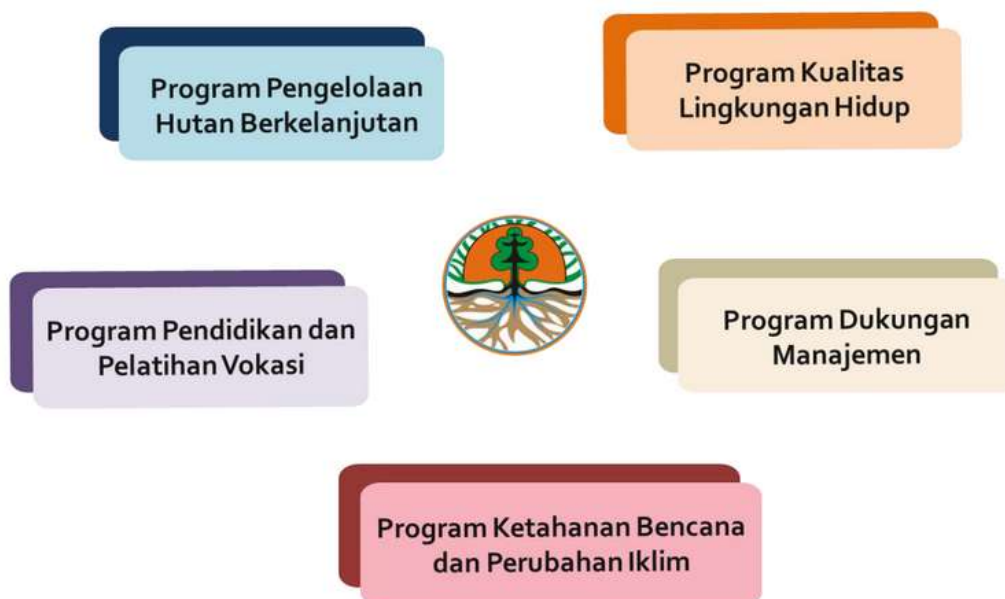 Program Pengelolaan
Hutan Berkelanjutan
Program Kualitas
Lingkungan Hidup
Program Pendidikan dan
Pelatihan Vokasi
Program Dukungan
Manajemen
Program Ketahanan Bencana
dan Perubahan Iklim